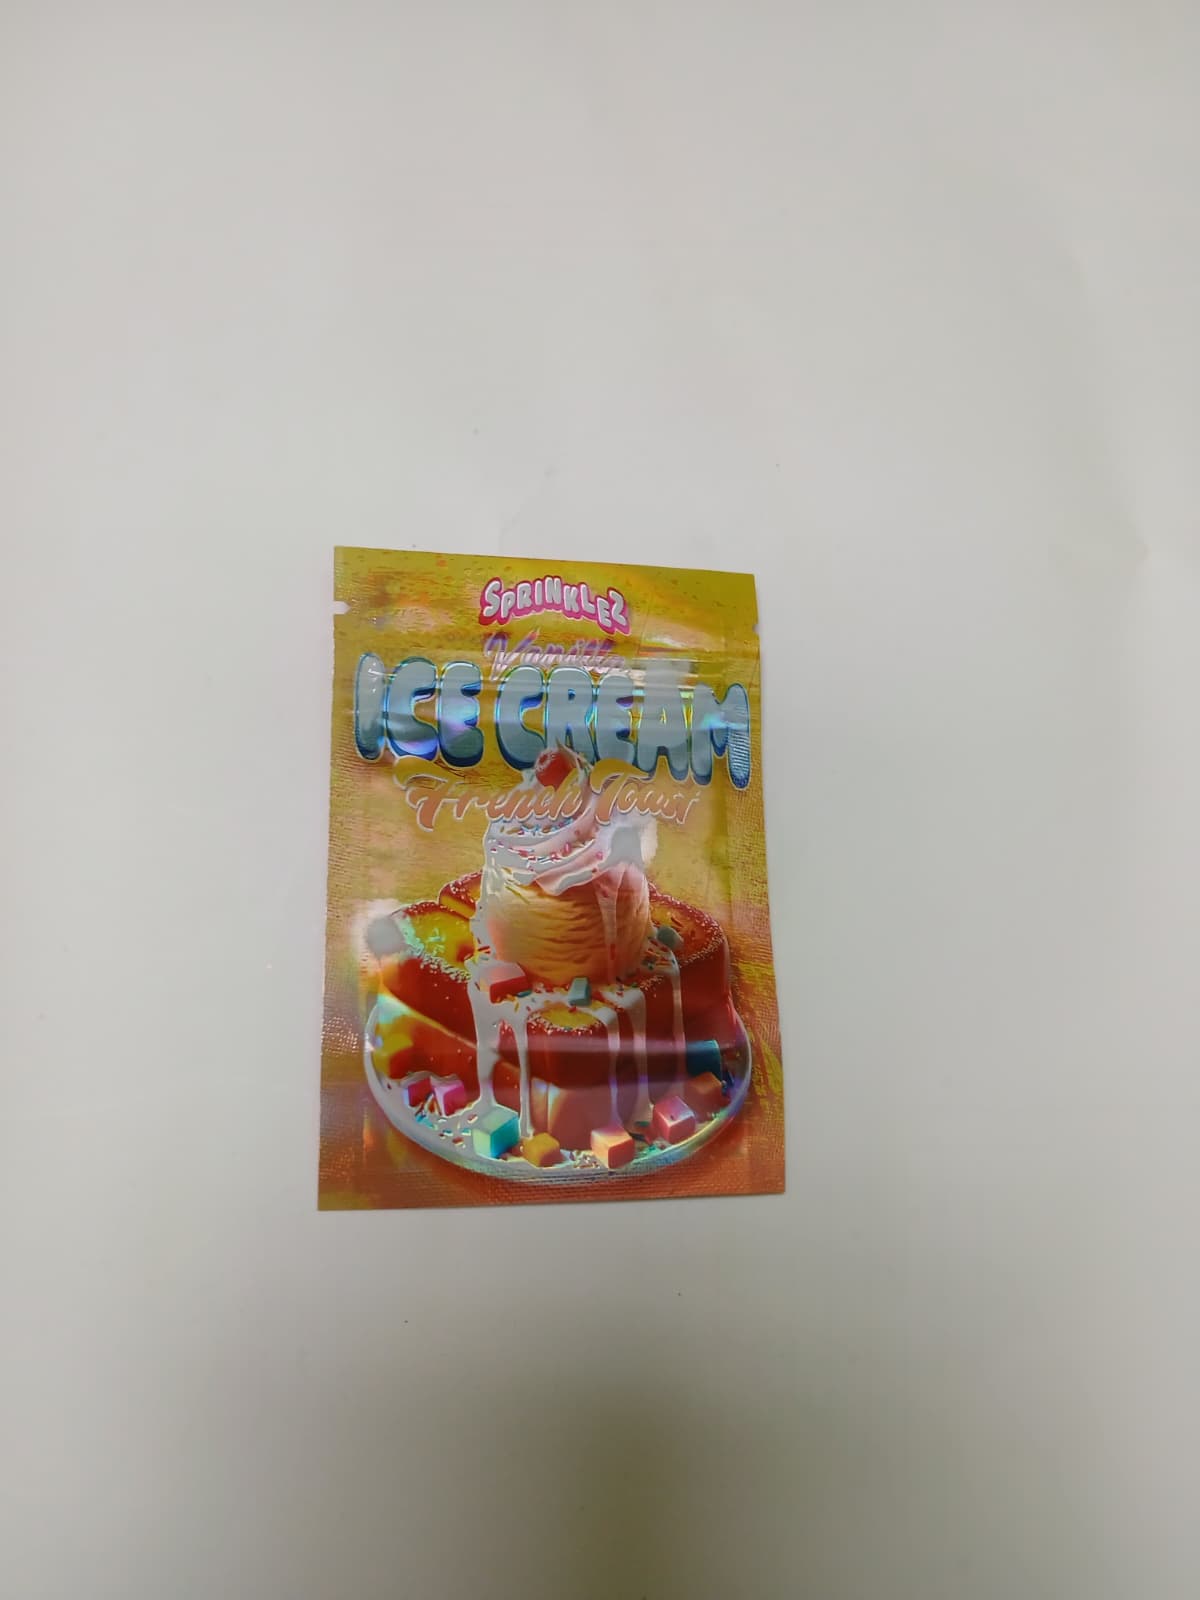 SPRINKLEZ
Vanilla
ICE CREAM
French Toast